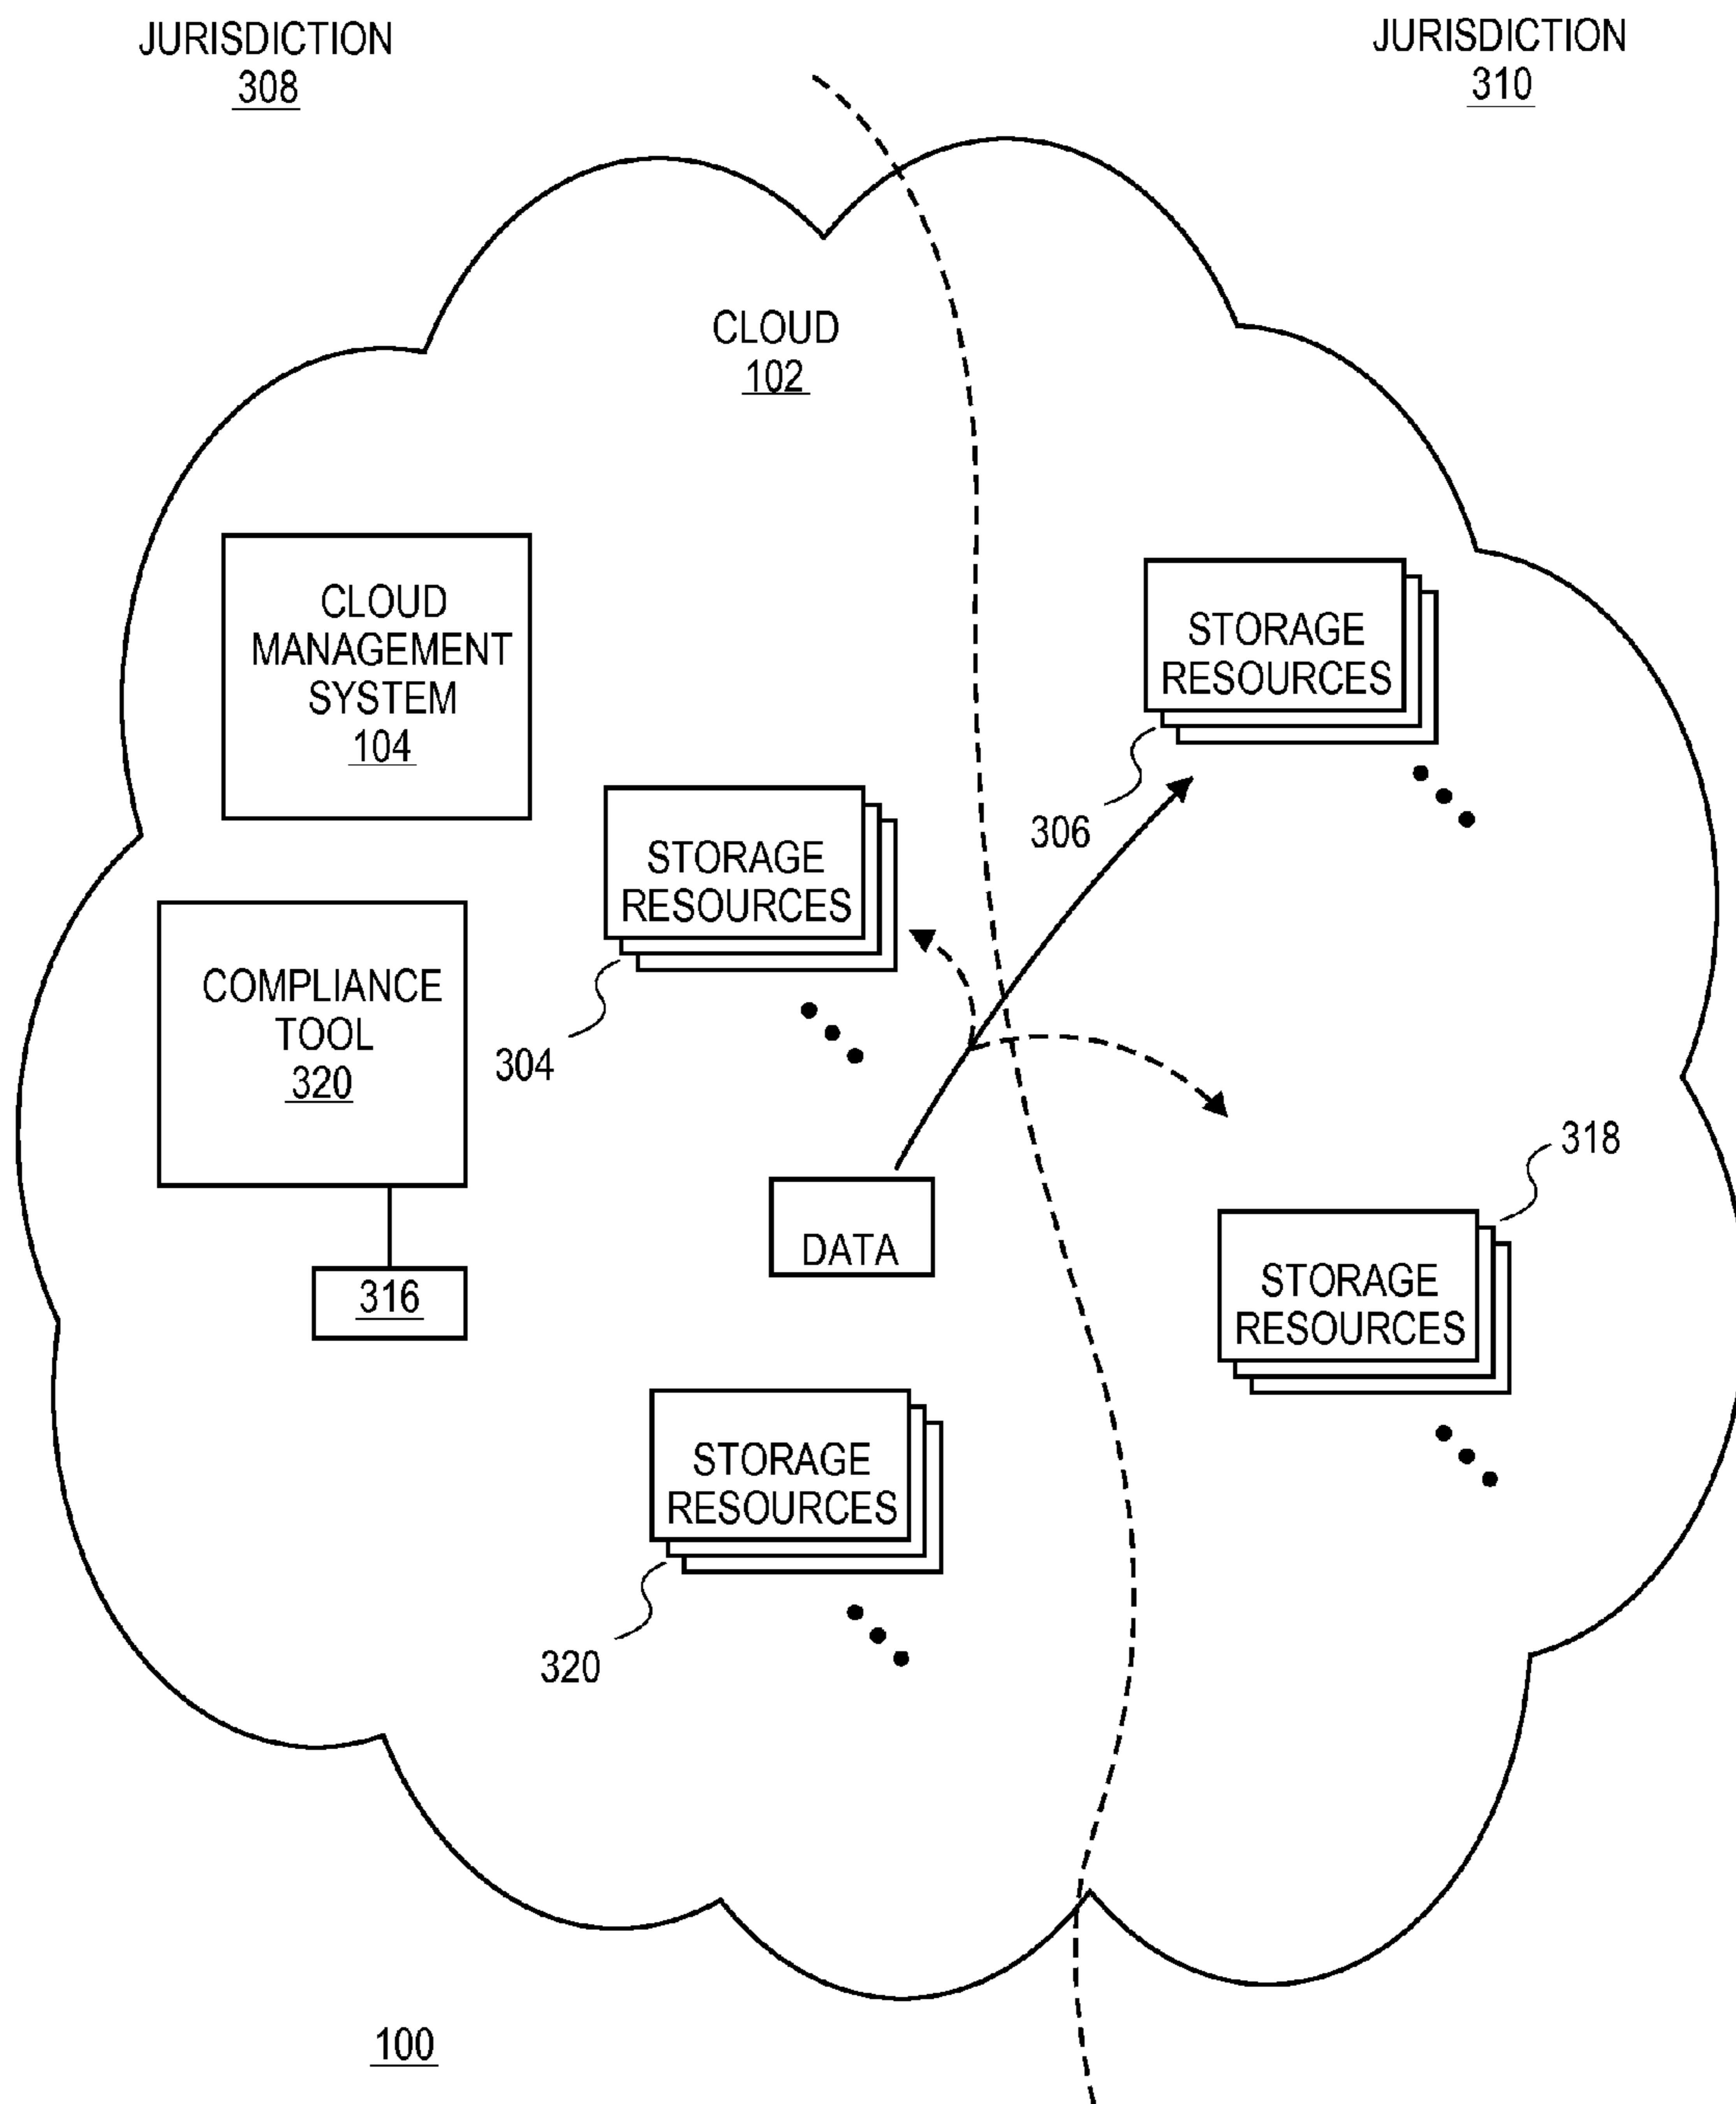 JURISDICTION
308
JURISDICTION
310
CLOUD
102
CLOUD
MANAGEMENT
SYSTEM
104
STORAGE
RESOURCES
306
STORAGE
RESOURCES
304
COMPLIANCE
TOOL
320
318
DATA
STORAGE
RESOURCES
316
STORAGE
RESOURCES
320
100